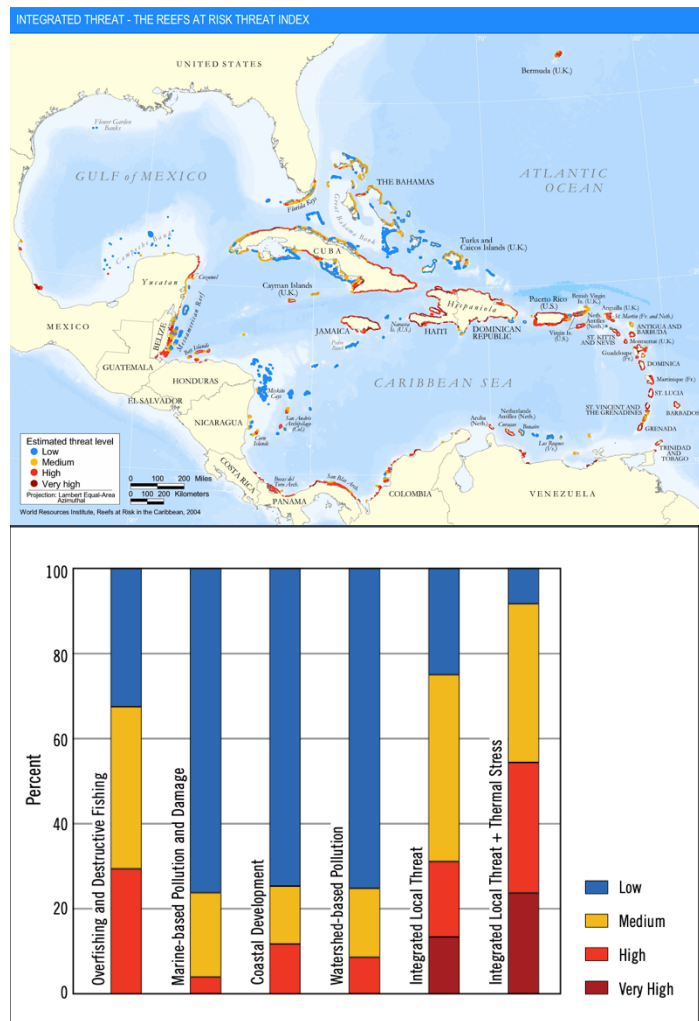 INTEGRATED THREAT - THE REEFS AT RISK THREAT INDEX
UNITED STATES
Bermuda (U.K.)
Flower Garden
Banks
GULF of MEXICO
ATLANTIC
OCEAN
THE BAHAMAS
Florida Keys
Great Bahama Bank
Campeche Bank
CUBA
Turks and
Caicos Islands (U.K.)
Yucatan
Cozumel
Cayman Islands
(U.K.)
Hispaniola
Puerto Rico
(U.S.)
British Virgin
Is. (U.K.)
Anguilla (U.K.)
St. Martin (Fr. and Neth.)
MEXICO
BELIZE
Mesoamerican Reef
JAMAICA
Navassa
Is. (U.S.)
HAITI
DOMINICAN
REPUBLIC
Virgin Is.
(U.S.)
Neth.
Antilles
(Neth.)
ST. KITTS
AND NEVIS
ANTIGUA AND
BARBUDA
Montserrat (U.K.)
Guadeloupe
(Fr.)
Bay Islands
GUATEMALA
HONDURAS
DOMINICA
EL SALVADOR
Miskito
Cays
CARIBBEAN SEA
Martinique (Fr.)
ST. LUCIA
NICARAGUA
San Andrés
Archipelago
(Col.)
Corn
Islands
Aruba
(Neth.)
Netherlands
Antilles (Neth.)
Curaçao
Bonaire
Los Roques
(Vz.)
ST. VINCENT AND
THE GRENADINES
BARBADOS
GRENADA
TRINIDAD
AND
TOBAGO
COSTA RICA
Bocas del
Toro Arch.
San Blas Arch.
PANAMA
COLOMBIA
VENEZUELA
Estimated threat level
Low
Medium
High
Very high
Projection: Lambert Equal-Area
Azimuthal
0 100 200 Miles
0 100 200 Kilometers
World Resources Institute, Reefs at Risk in the Caribbean, 2004
100
80
60
40
20
0
Percent
Overfishing and Destructive Fishing
Marine-based Pollution and Damage
Coastal Development
Watershed-based Pollution
Integrated Local Threat
Integrated Local Threat + Thermal Stress
Low
Medium
High
Very High